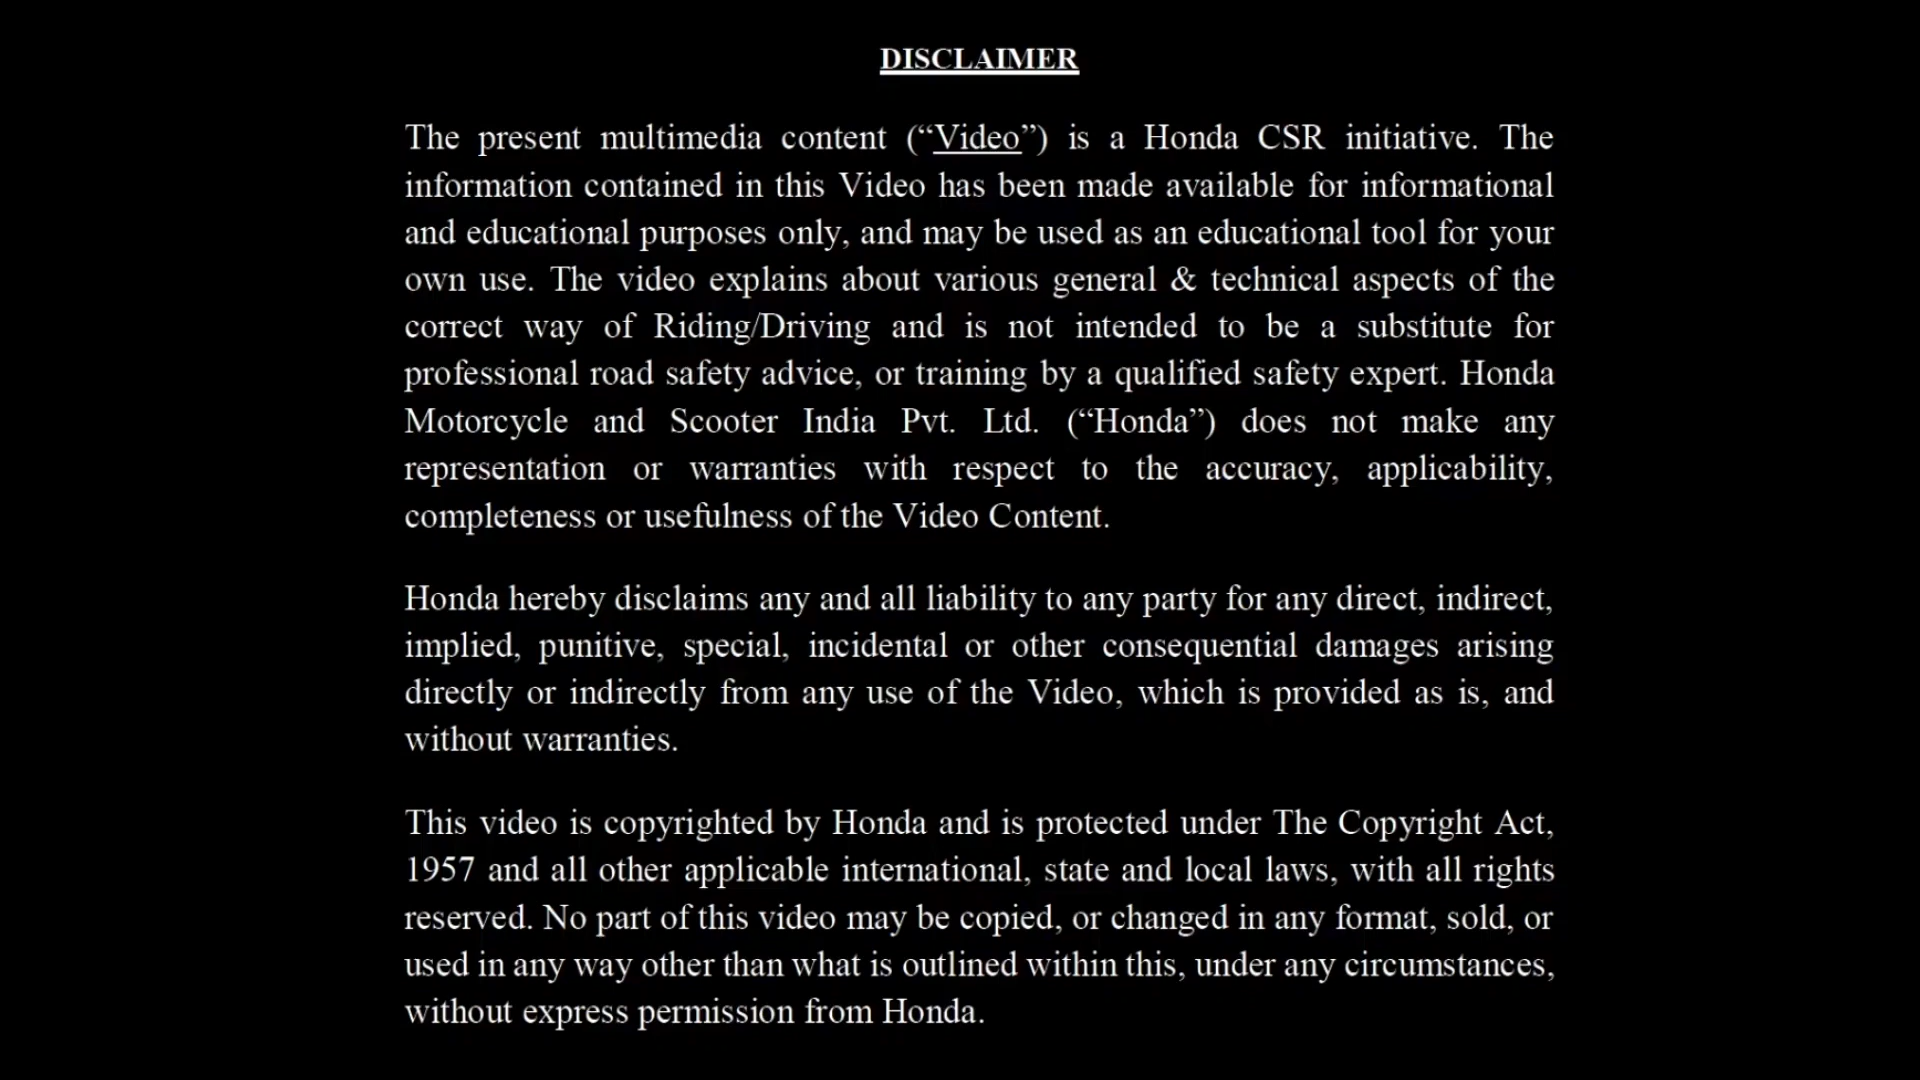 DISCLAIMER
The present multimedia content (“Video”) is a Honda CSR initiative. The
information contained in this Video has been made available for informational
and educational purposes only, and may be used as an educational tool for your
own use. The video explains about various general & technical aspects of the
correct way of Riding/Driving and is not intended to be a substitute for
professional road safety advice, or training by a qualified safety expert. Honda
Motorcycle and Scooter India Pvt. Ltd. (“Honda”) does not make any
representation or warranties with respect to the accuracy, applicability,
completeness or usefulness of the Video Content.
Honda hereby disclaims any and all liability to any party for any direct, indirect,
implied, punitive, special, incidental or other consequential damages arising
directly or indirectly from any use of the Video, which is provided as is, and
without warranties.
This video is copyrighted by Honda and is protected under The Copyright Act,
1957 and all other applicable international, state and local laws, with all rights
reserved. No part of this video may be copied, or changed in any format, sold, or
used in any way other than what is outlined within this, under any circumstances,
without express permission from Honda.